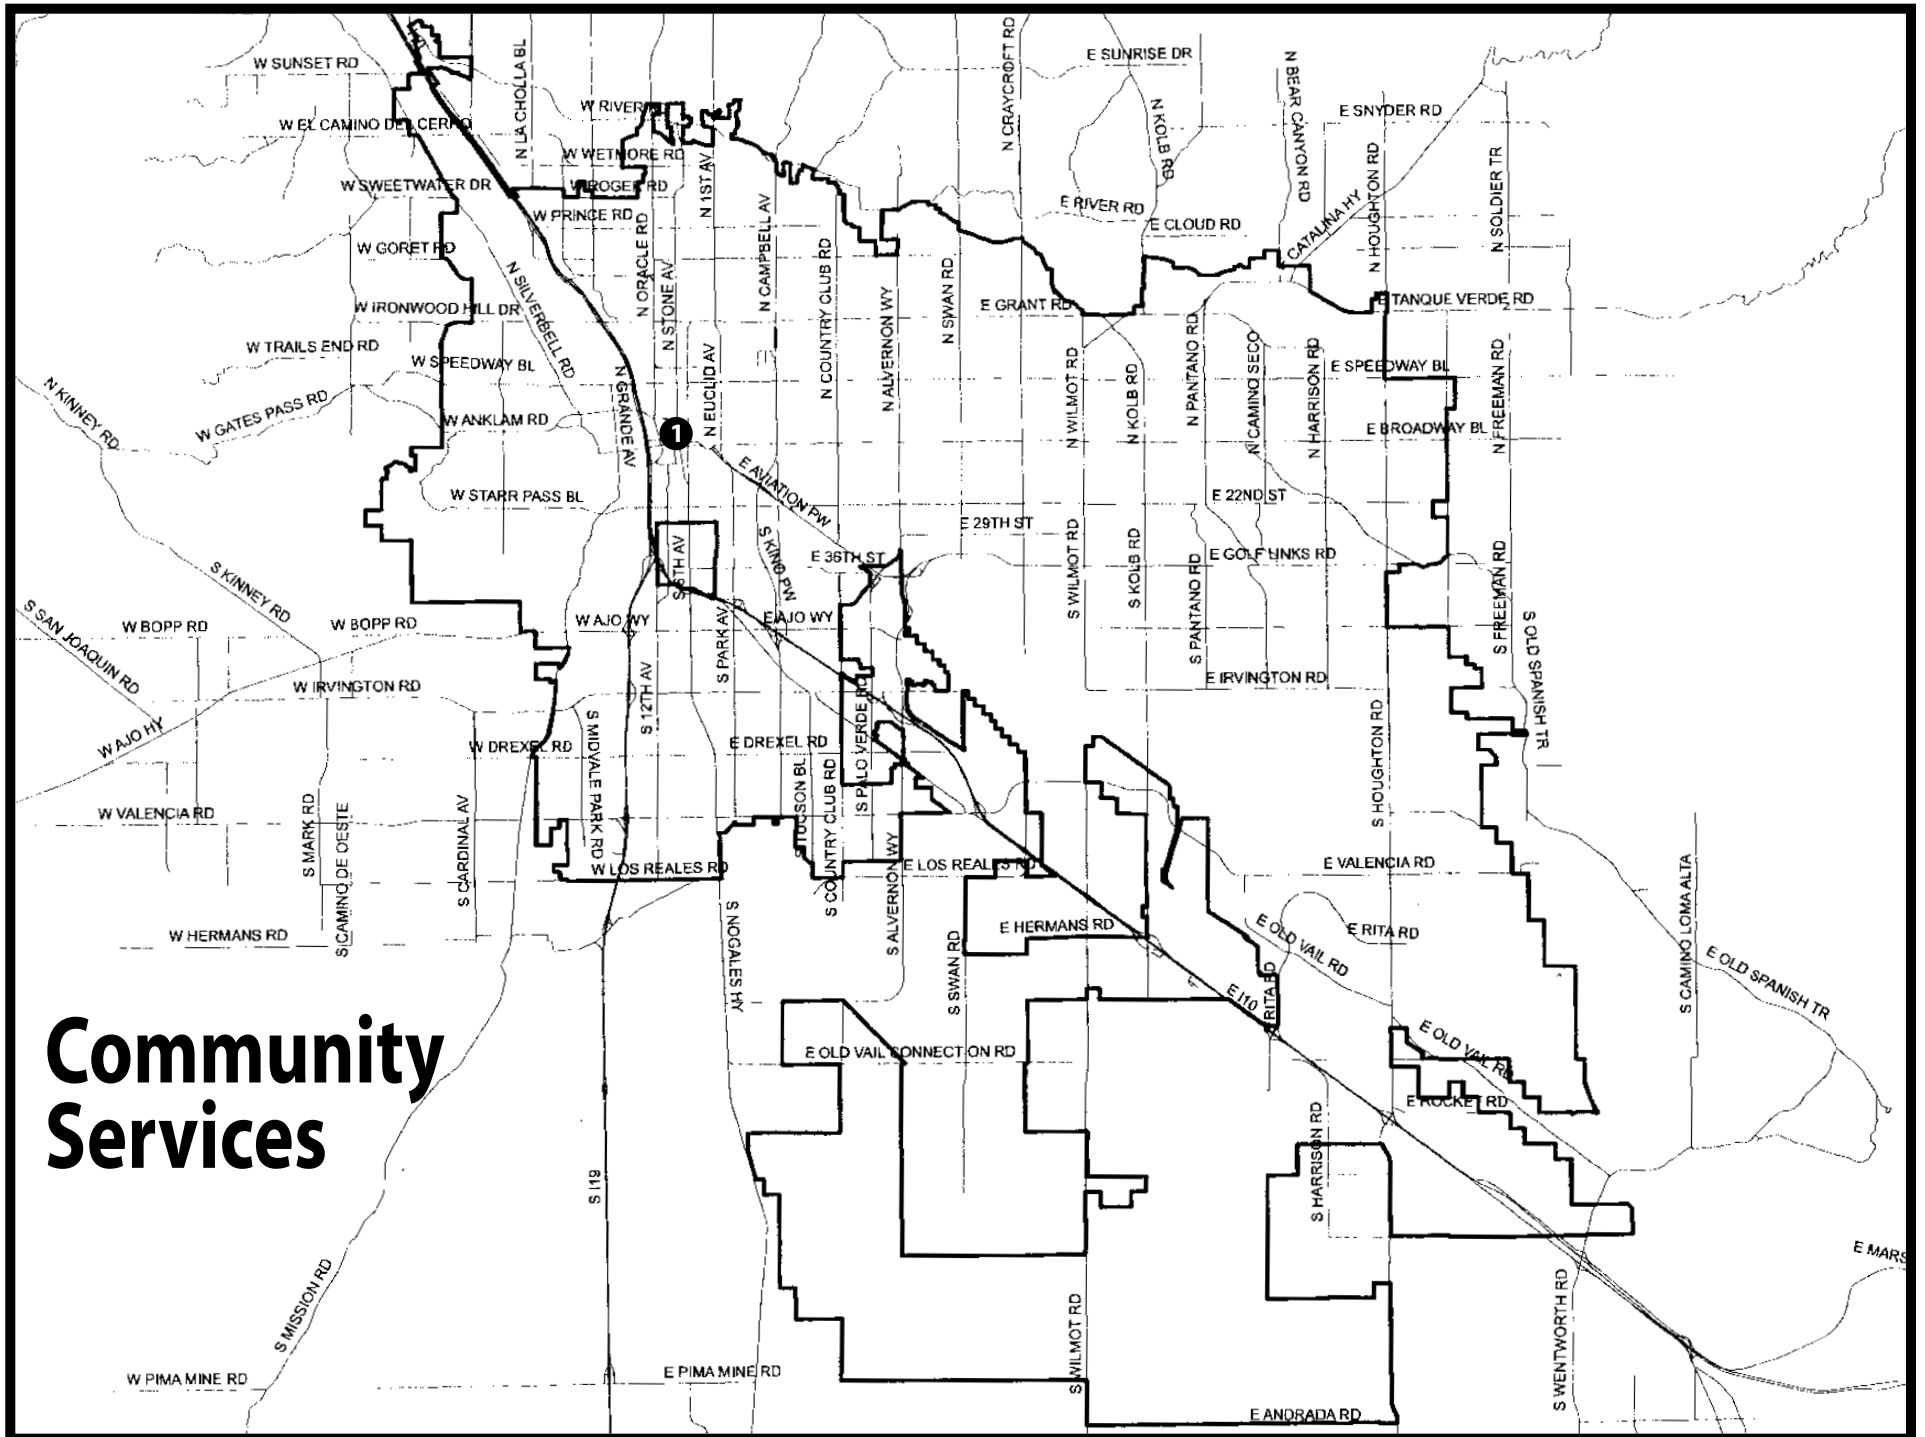 W SUNSET RD
N LA CHOLLA BL
N CRAYCROFT RD
E SUNRISE DR
N BEAR CANYON RD
W RIVER
N KOLB RD
E SNYDER RD
W EL CAMINO DEL CERRO
W WETMORE RD
N 1ST AV
N HOUGHTON RD
N SOLDIER TR
W SWEETWATER DR
W ROGER RD
W PRINCE RD
E RIVER RD
E CLOUD RD
CATALINA HY
W GORET RD
N SILVERBELL RD
N ORACLE RD
N STONE AV
N CAMPBELL AV
N COUNTRY CLUB RD
N ALVERNON WY
N SWAN RD
E GRANT RD
E TANQUE VERDE RD
W IRONWOOD HILL DR
W TRAILS END RD
W SPEEDWAY BL
N EUCLID AV
N WILMOT RD
N KOLB RD
N PANTANO RD
N CAMINO SECO
N HARRISON RD
E SPEEDWAY BL
N FREEMAN RD
N KINNEY RD
W GATES PASS RD
W ANKLAM RD
N GRANDE AV
1
E BROADWAY BL
E AVIATION PW
W STARR PASS BL
E 22ND ST
E 29TH ST
S KINNEY RD
S 6TH AV
S KINO PW
E 36TH ST
S WILMOT RD
S KOLB RD
S PANTANO RD
E GOLF LINKS RD
S FREEMAN RD
S SAN JOAQUIN RD
W BOPP RD
W BOPP RD
W AJO WY
E AJO WY
S PARK AV
S OLD SPANISH TR
W IRVINGTON RD
E IRVINGTON RD
W AJO HY
S 12TH AV
S MIDVALE PARK RD
W DREXEL RD
E DREXEL RD
S PALO VERDE RD
S HOUGHTON RD
W VALENCIA RD
S MARK RD
S CAMINO DE OESTE
S CARDINAL AV
S TUCSON BL
S COUNTRY CLUB RD
S ALVERNON WY
W LOS REALES RD
E LOS REALES RD
E VALENCIA RD
S CAMINO LOMA ALTA
W HERMANS RD
S NOGALES HY
S SWAN RD
E HERMANS RD
E OLD VAIL RD
E RITA RD
E OLD SPANISH TR
E I10
RITA RD
Community
Services
E OLD VAIL CONNECTION RD
E OLD VAIL RD
E ROCKET RD
S I19
S HARRISON RD
S MISSION RD
S WILMOT RD
S WENTWORTH RD
E MARS
W PIMA MINE RD
E PIMA MINE RD
E ANDRADA RD